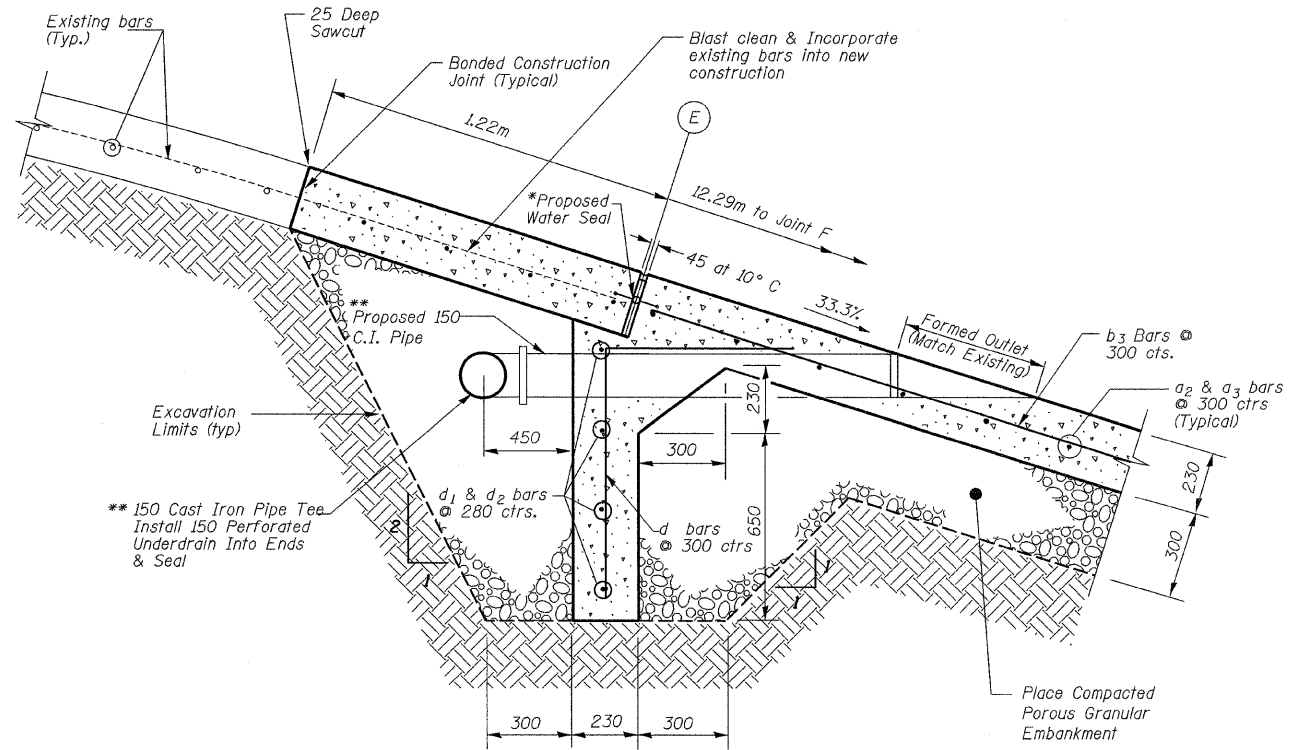 Existing bars
(Typ.)
25 Deep
Sawcut
Bonded Construction
Joint (Typical)
Blast clean & Incorporate
existing bars into new
construction
1.22m
E
12.29m to Joint F
*Proposed
Water Seal
45 at 10° C
33.3%
Formed Outlet
(Match Existing)
b3 Bars @
300 cts.
a2 & a3 bars
@ 300 ctrs
(Typical)
**
Proposed 150
C.I. Pipe
Excavation
Limits (typ)
450
230
300
650
230
300
** 150 Cast Iron Pipe Tee
Install 150 Perforated
Underdrain Into Ends
& Seal
2
1
d1 & d2 bars
@ 280 ctrs.
d bars
@ 300 ctrs
1
1
300
230
300
Place Compacted
Porous Granular
Embankment